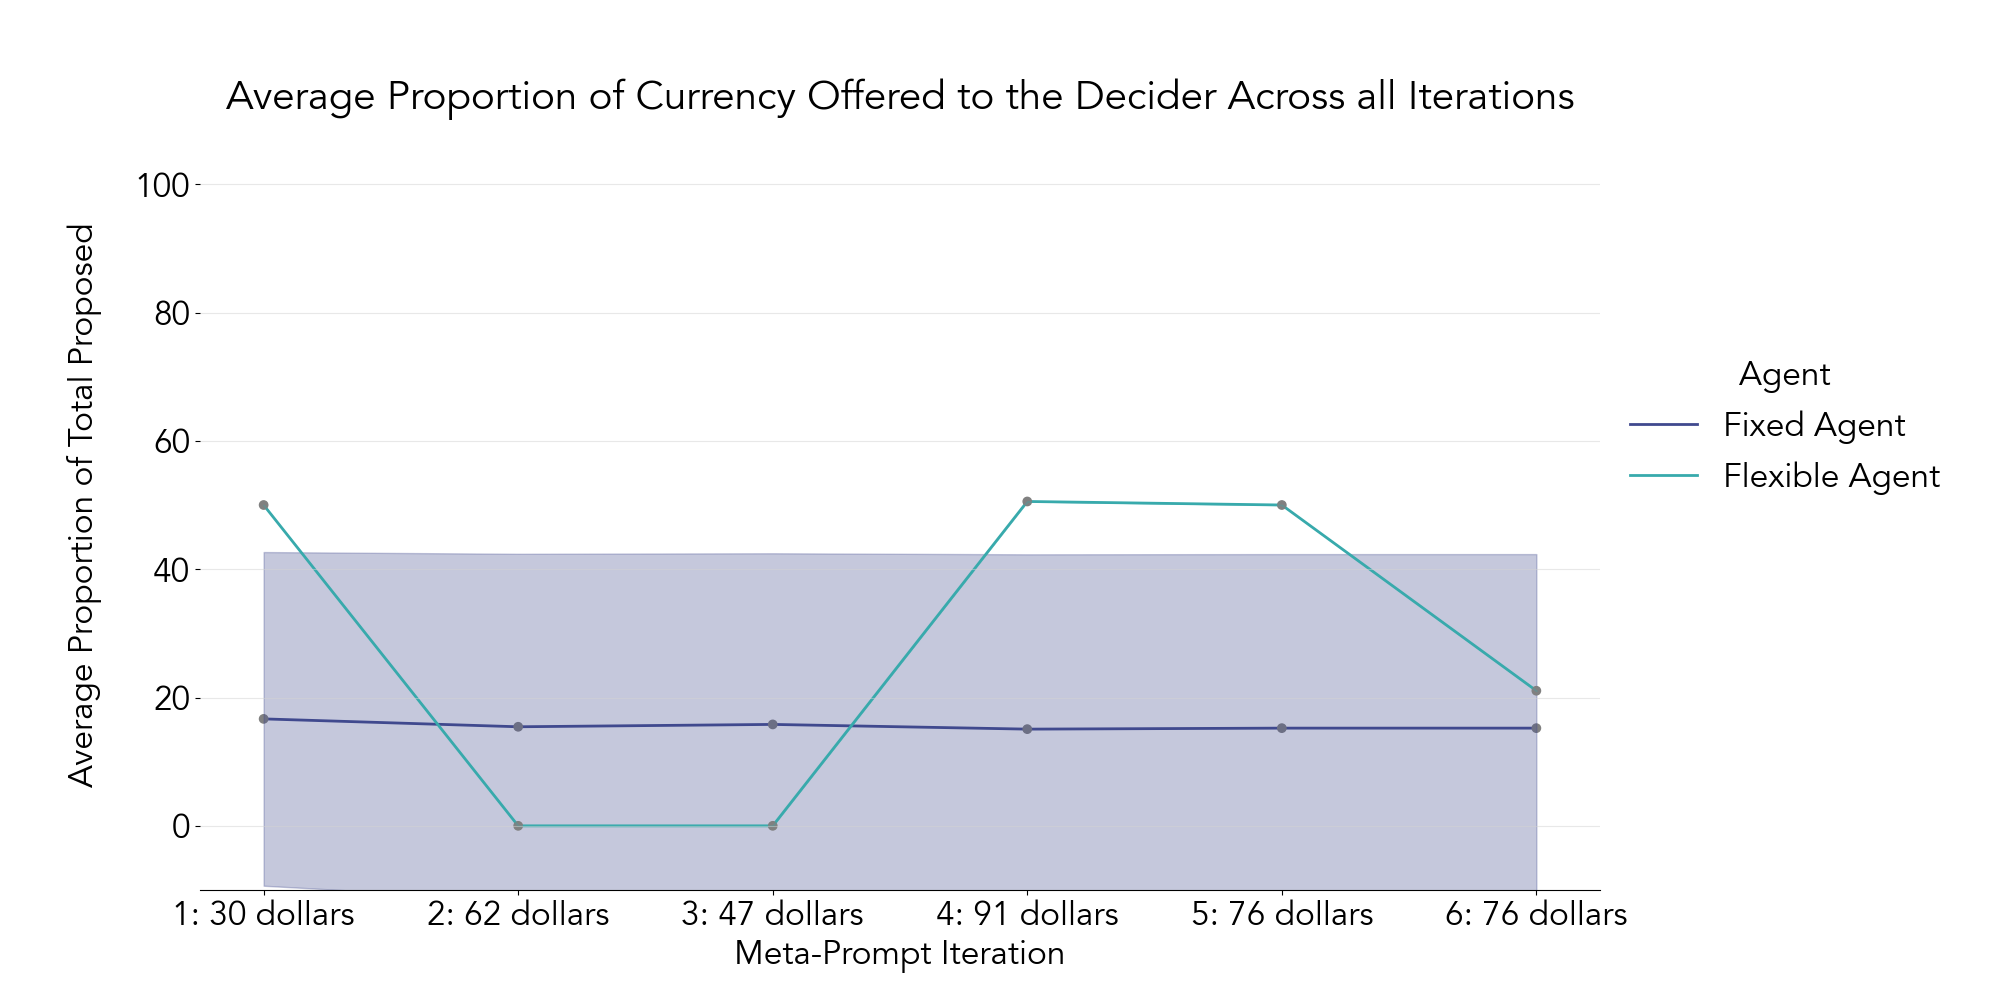 Average Proportion of Currency Offered to the Decider Across all Iterations
Average Proportion of Total Proposed
100
80
60
40
20
0
1: 30 dollars
2: 62 dollars
3: 47 dollars
4: 91 dollars
5: 76 dollars
6: 76 dollars
Meta-Prompt Iteration
Agent
Fixed Agent
Flexible Agent